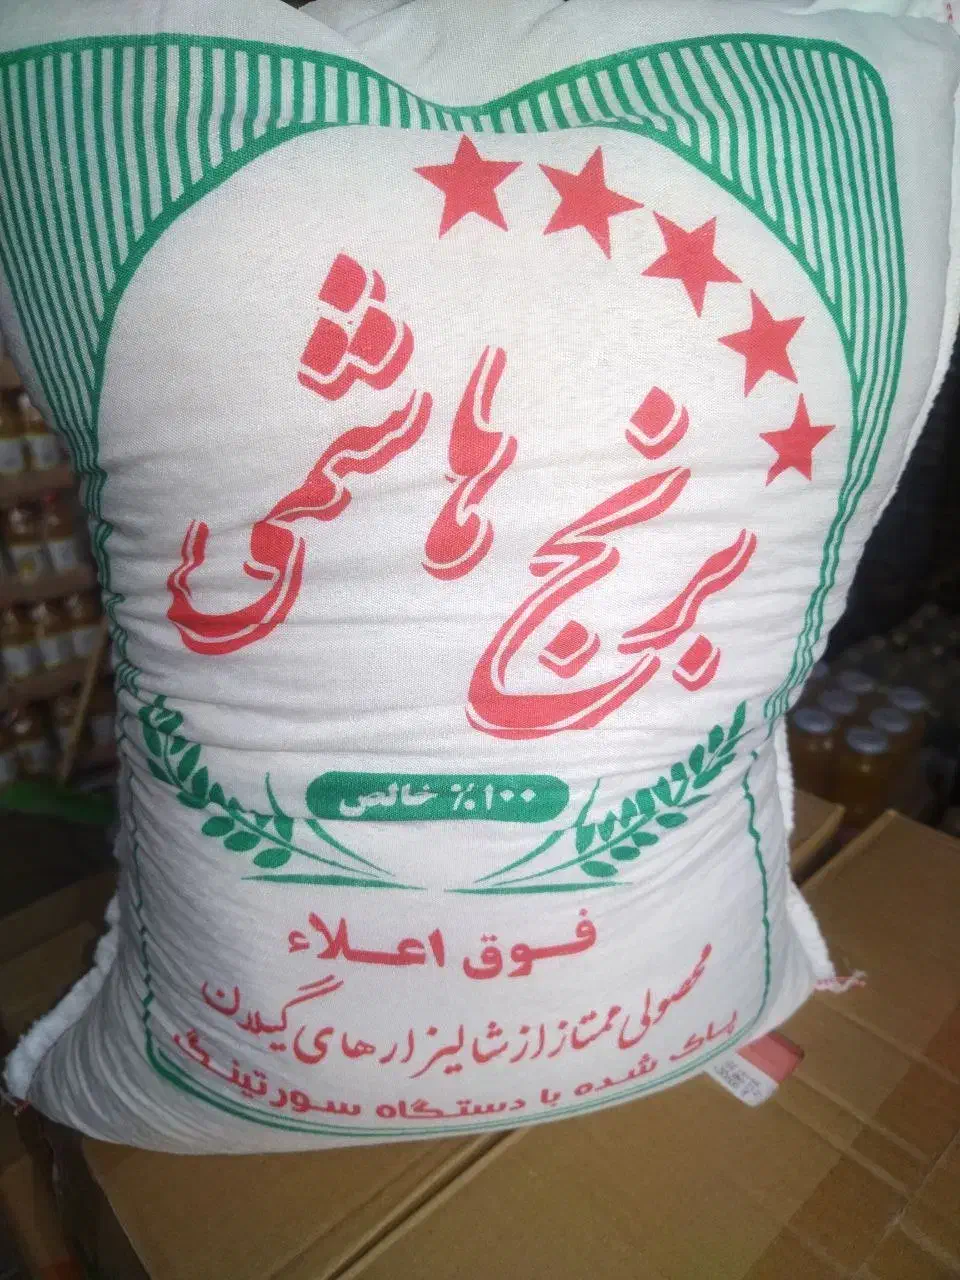 برنج هاشمی
۱۰۰٪ خالص
فوق اعلاء
محصولی ممتاز از شالیزارهای گیلان
پاک شده با دستگاه سورتینگ